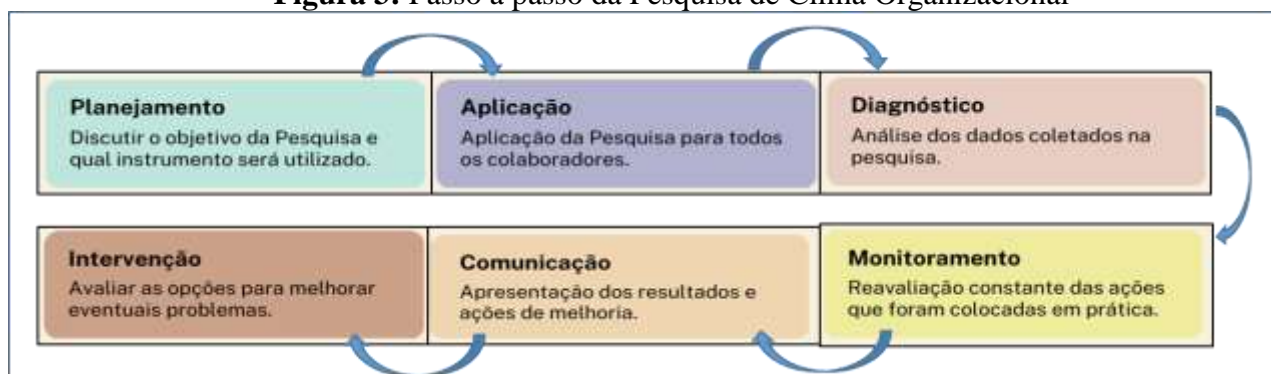 Figura Passo a passo da Pesquisa de Clima Organizacional
Planejamento
Discutir o objetivo da Pesquisa e
qual instrumento será utilizado.
Aplicação
Aplicação da Pesquisa para todos
os colaboradores.
Diagnóstico
Análise dos dados coletados na
pesquisa.
Intervenção
Avaliar as opções para melhorar
eventuais problemas.
Comunicação
Apresentação dos resultados e
ações de melhoria.
Monitoramento
Reavaliação constante das ações
que foram colocadas em prática.